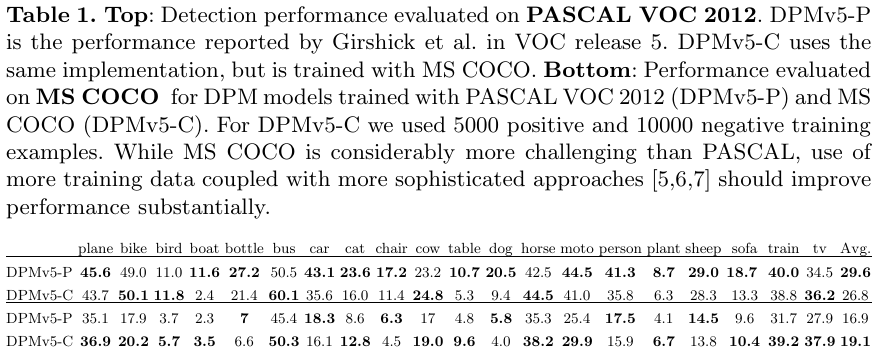 Table 1. Top: Detection performance evaluated on PASCAL VOC 2012. DPMv5-P
is the performance reported by Girshick et al. in VOC release 5. DPMv5-C uses the
same implementation, but is trained with MS COCO. Bottom: Performance evaluated
on MS COCO for DPM models trained with PASCAL VOC 2012 (DPMv5-P) and MS
COCO (DPMv5-C). For DPMv5-C we used 5000 positive and 10000 negative training
examples. While MS COCO is considerably more challenging than PASCAL, use of
more training data coupled with more sophisticated approaches [5,6,7] should improve
performance substantially.
plane bike bird boat bottle bus car cat chair cow table dog horse moto person plant sheep sofa train tv Avg.
DPMv5-P 45.6 49.0 11.0 11.6 27.2 50.5 43.1 23.6 17.2 23.2 10.7 20.5 42.5 44.5 41.3 8.7 29.0 18.7 40.0 34.5 29.6
DPMv5-C 43.7 50.1 11.8 2.4 21.4 60.1 35.6 16.0 11.4 24.8 5.3 9.4 44.5 41.0 35.8 6.3 28.3 13.3 38.8 36.2 26.8
DPMv5-P 35.1 17.9 3.7 2.3 7 45.4 18.3 8.6 6.3 17 4.8 5.8 35.3 25.4 17.5 4.1 14.5 9.6 31.7 27.9 16.9
DPMv5-C 36.9 20.2 5.7 3.5 6.6 50.3 16.1 12.8 4.5 19.0 9.6 4.0 38.2 29.9 15.9 6.7 13.8 10.4 39.2 37.9 19.1